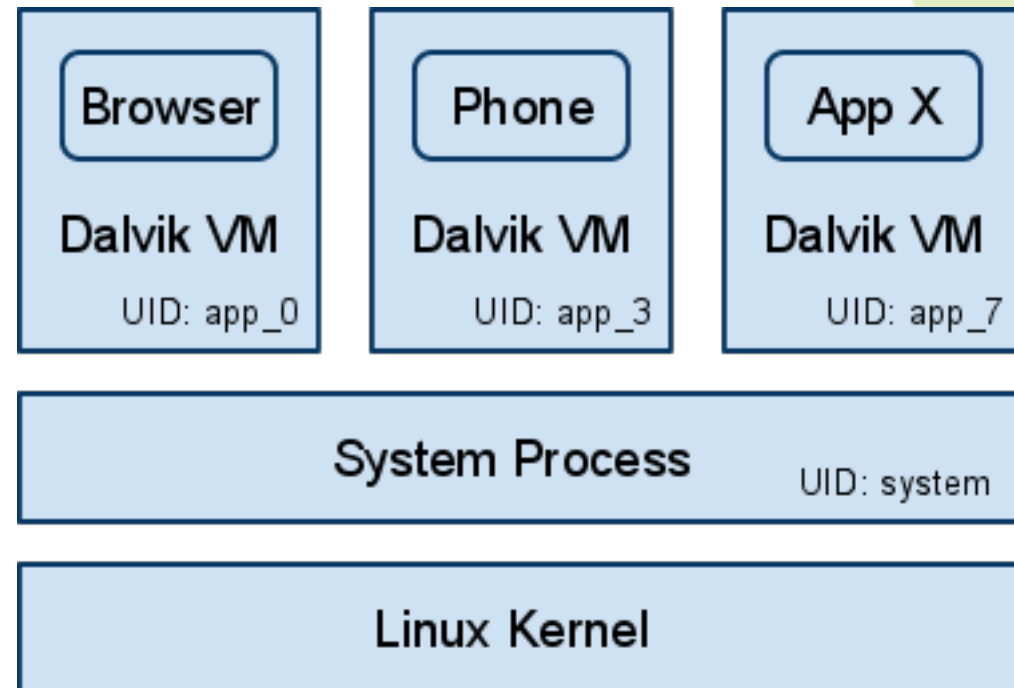 Browser
Phone
App X
Dalvik VM
Dalvik VM
Dalvik VM
UID: app_0
UID: app_3
UID: app_7
System Process
UID: system
Linux Kernel